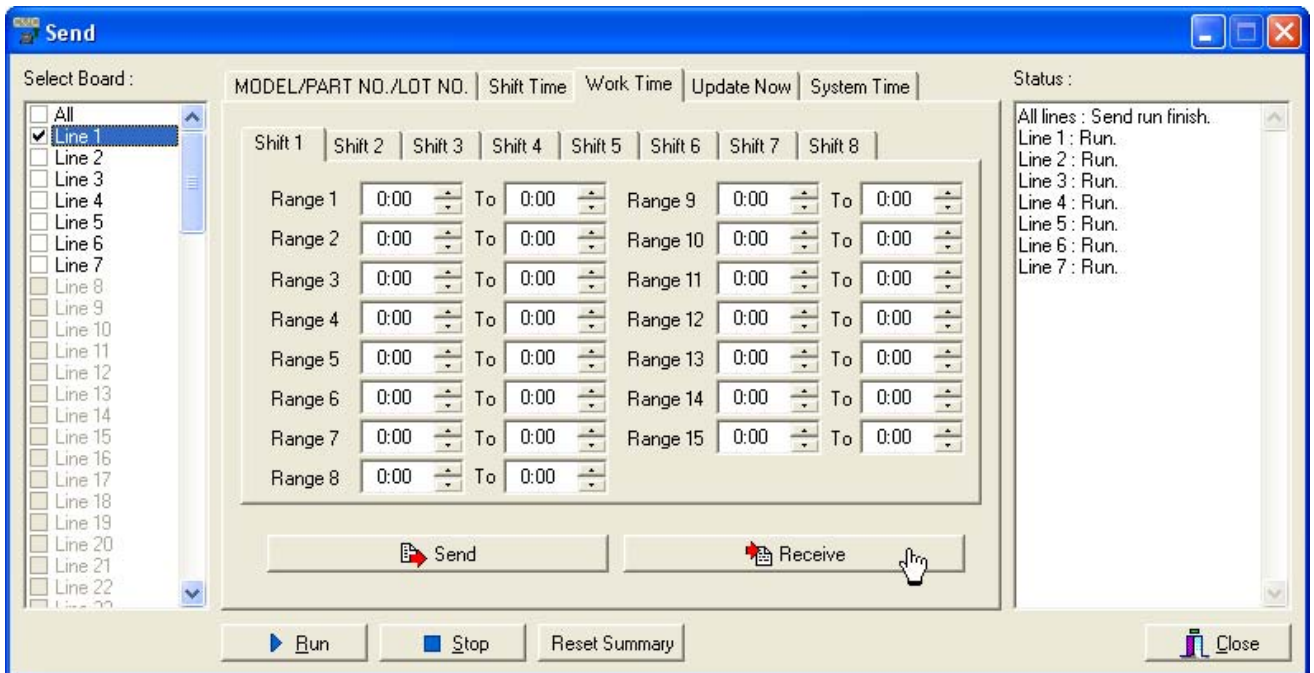 CMC
Send
Select Board :
All
Line 1
Line 2
Line 3
Line 4
Line 5
Line 6
Line 7
Line 8
Line 9
Line 10
Line 11
Line 12
Line 13
Line 14
Line 15
Line 16
Line 17
Line 18
Line 19
Line 20
Line 21
Line 22
Line 23
MODEL/PART NO./LOT NO. Shift Time Work Time Update Now System Time
Shift 1 Shift 2 Shift 3 Shift 4 Shift 5 Shift 6 Shift 7 Shift 8
Range 1 0:00 To 0:00 Range 9 0:00 To 0:00
Range 2 0:00 To 0:00 Range 10 0:00 To 0:00
Range 3 0:00 To 0:00 Range 11 0:00 To 0:00
Range 4 0:00 To 0:00 Range 12 0:00 To 0:00
Range 5 0:00 To 0:00 Range 13 0:00 To 0:00
Range 6 0:00 To 0:00 Range 14 0:00 To 0:00
Range 7 0:00 To 0:00 Range 15 0:00 To 0:00
Range 8 0:00 To 0:00
Send Receive
Status :
All lines : Send run finish.
Line 1 : Run.
Line 2 : Run.
Line 3 : Run.
Line 4 : Run.
Line 5 : Run.
Line 6 : Run.
Line 7 : Run.
Run Stop Reset Summary Close